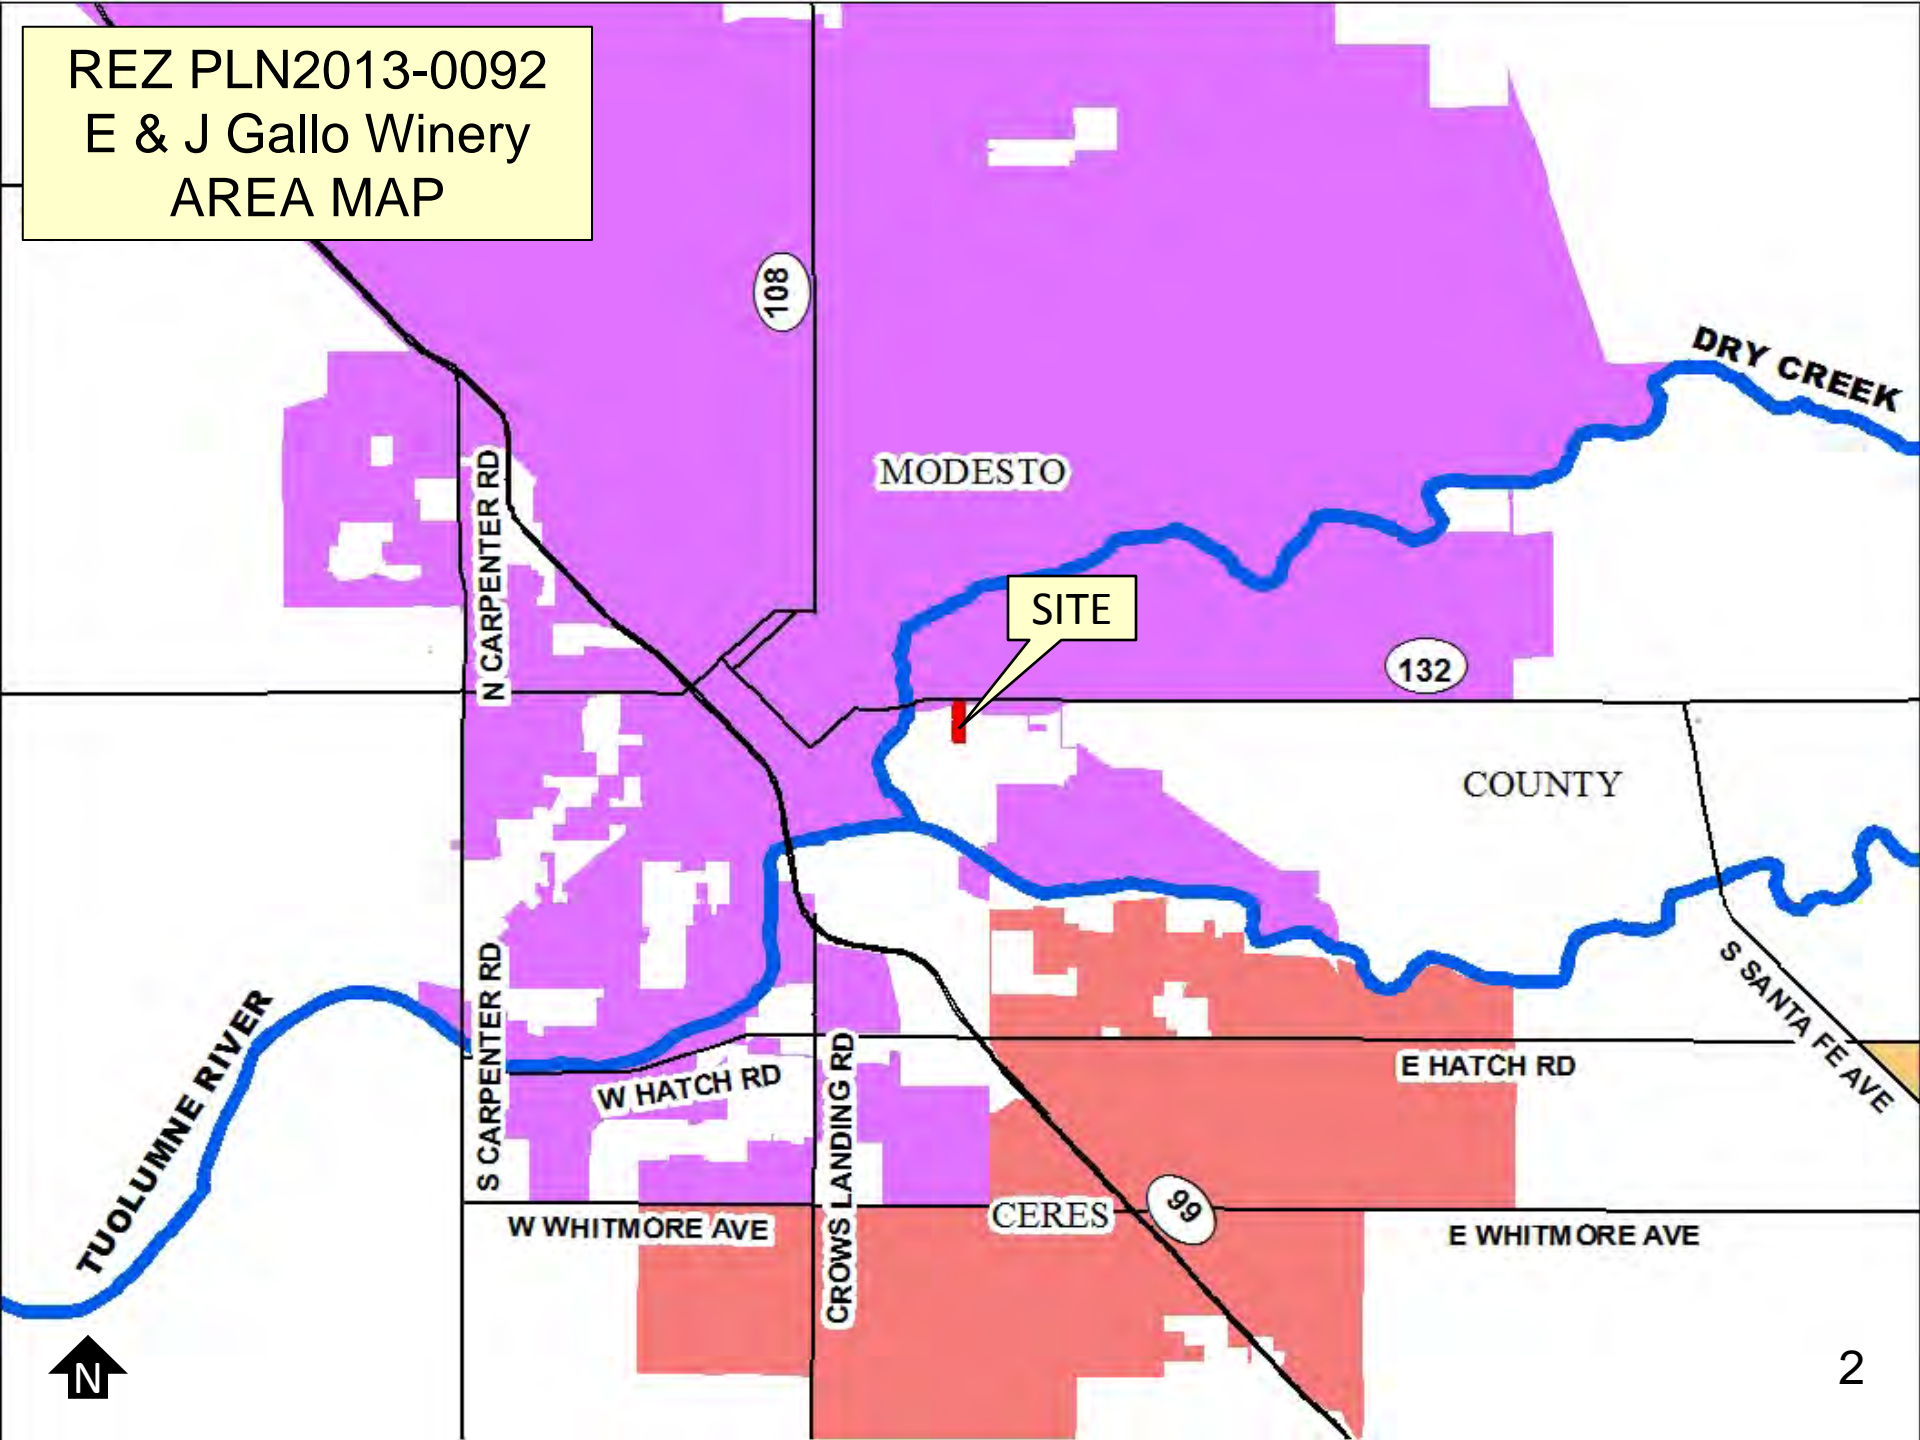 REZ PLN2013-0092
E & J Gallo Winery
AREA MAP
108
DRY CREEK
MODESTO
N CARPENTER RD
SITE
132
COUNTY
S CARPENTER RD
TUOLUMNE RIVER
W HATCH RD
CROWS LANDING RD
E HATCH RD
S SANTA FE AVE
W WHITMORE AVE
CERES
99
E WHITMORE AVE
N
2